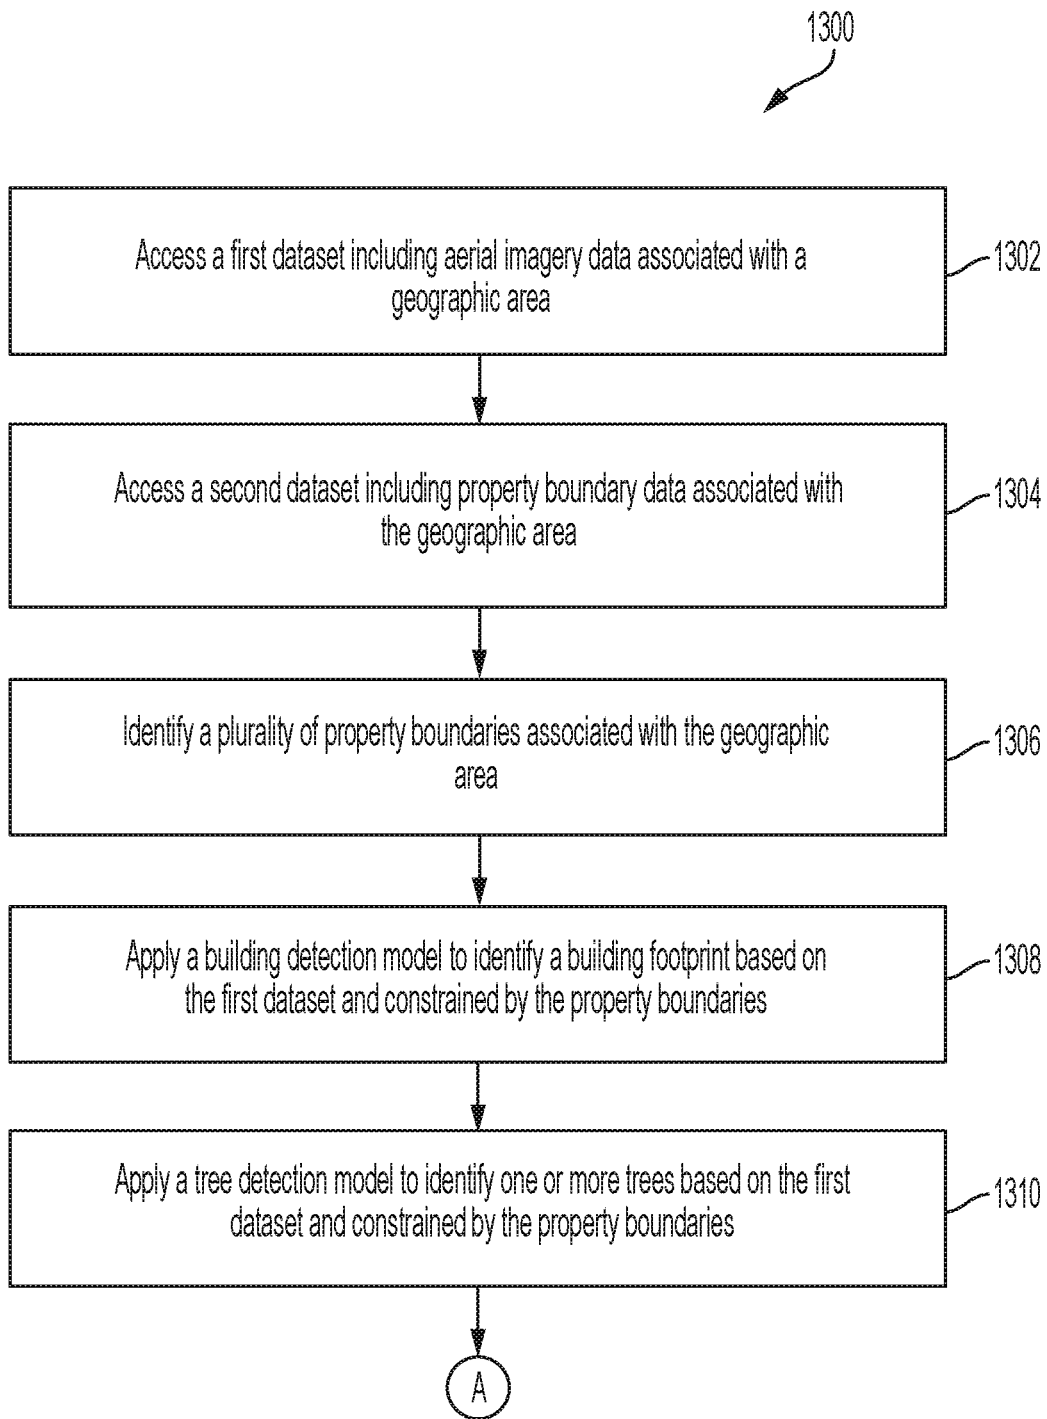 1300
Access a first dataset including aerial imagery data associated with a
geographic area
1302
Access a second dataset including property boundary data associated with
the geographic area
1304
Identify a plurality of property boundaries associated with the geographic
area
1306
Apply a building detection model to identify a building footprint based on
the first dataset and constrained by the property boundaries
1308
Apply a tree detection model to identify one or more trees based on the first
dataset and constrained by the property boundaries
1310
A